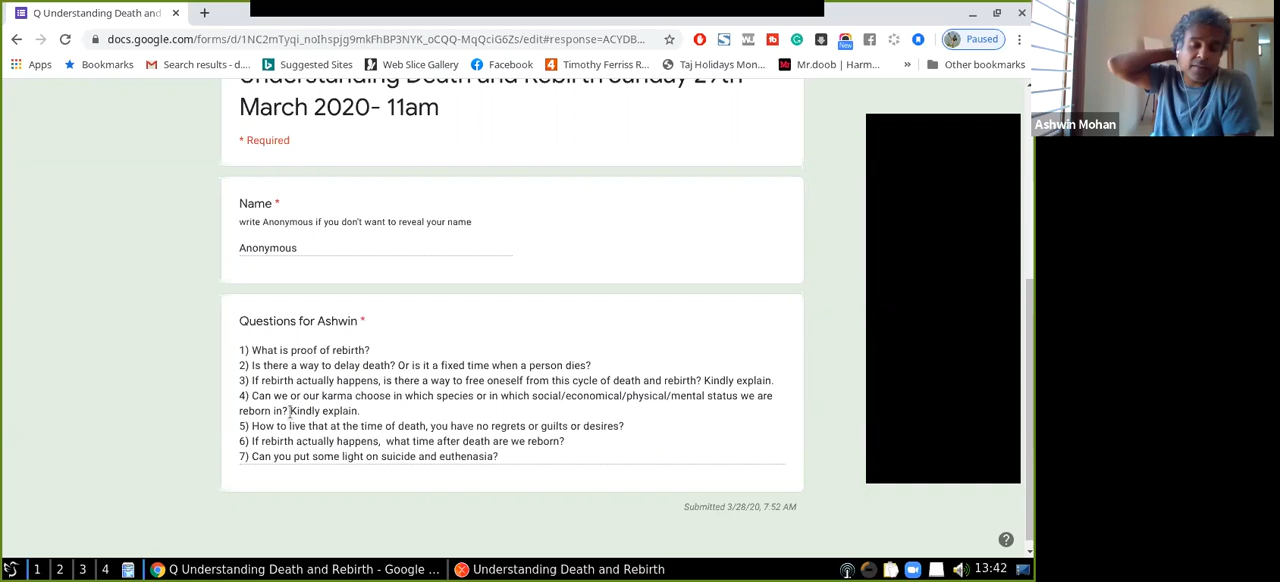 Q Understanding Death and
docs.google.com/forms/d/1NC2mTyqi_noIhspjg9mkFhBP3NYK_oCQQ-MqQciG6Zs/edit#response=ACYDB...
New
Paused
Apps
Bookmarks
Search results - d...
Suggested Sites
Web Slice Gallery
Facebook
4 Timothy Ferriss R...
Taj Holidays Mon...
Mr.doob | Harm...
»
Other bookmarks
Understanding Death and Rebirth Sunday 29th
March 2020- 11am
* Required
Ashwin Mohan
Name *
write Anonymous if you don't want to reveal your name
Anonymous
Questions for Ashwin *
1) What is proof of rebirth?
2) Is there a way to delay death? Or is it a fixed time when a person dies?
3) If rebirth actually happens, is there a way to free oneself from this cycle of death and rebirth? Kindly explain.
4) Can we or our karma choose in which species or in which social/economical/physical/mental status we are
reborn in? Kindly explain.
5) How to live that at the time of death, you have no regrets or guilts or desires?
6) If rebirth actually happens, what time after death are we reborn?
7) Can you put some light on suicide and euthenasia?
Submitted 3/28/20, 7:52 AM
1 2 3 4
Q Understanding Death and Rebirth - Google ...
Understanding Death and Rebirth
13:42